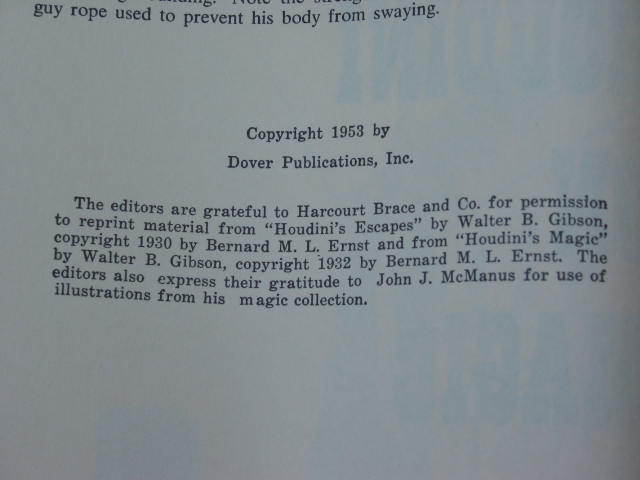 Note the strong
guy rope used to prevent his body from swaying.
Copyright 1953 by
Dover Publications, Inc.
The editors are grateful to Harcourt Brace and Co. for permission
to reprint material from "Houdini's Escapes" by Walter B. Gibson,
copyright 1930 by Bernard M. L. Ernst and from "Houdini's Magic"
by Walter B. Gibson, copyright 1932 by Bernard M. L. Ernst. The
editors also express their gratitude to John J. McManus for use of
illustrations from his magic collection.